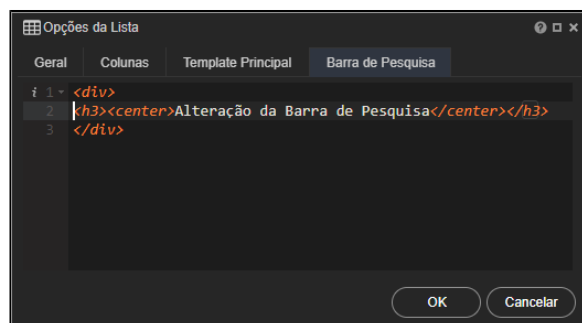 Opções da Lista
Geral Colunas Template Principal Barra de Pesquisa
i 1 <div>
2 <h3><center>Alteração da Barra de Pesquisa</center></h3>
3 </div>
OK Cancelar